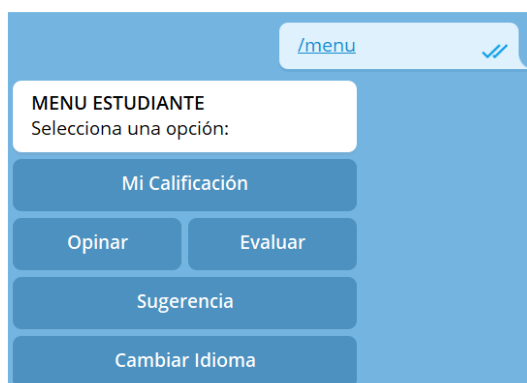 /menu
MENU ESTUDIANTE
Selecciona una opción:
Mi Calificación
Opinar Evaluar
Sugerencia
Cambiar Idioma